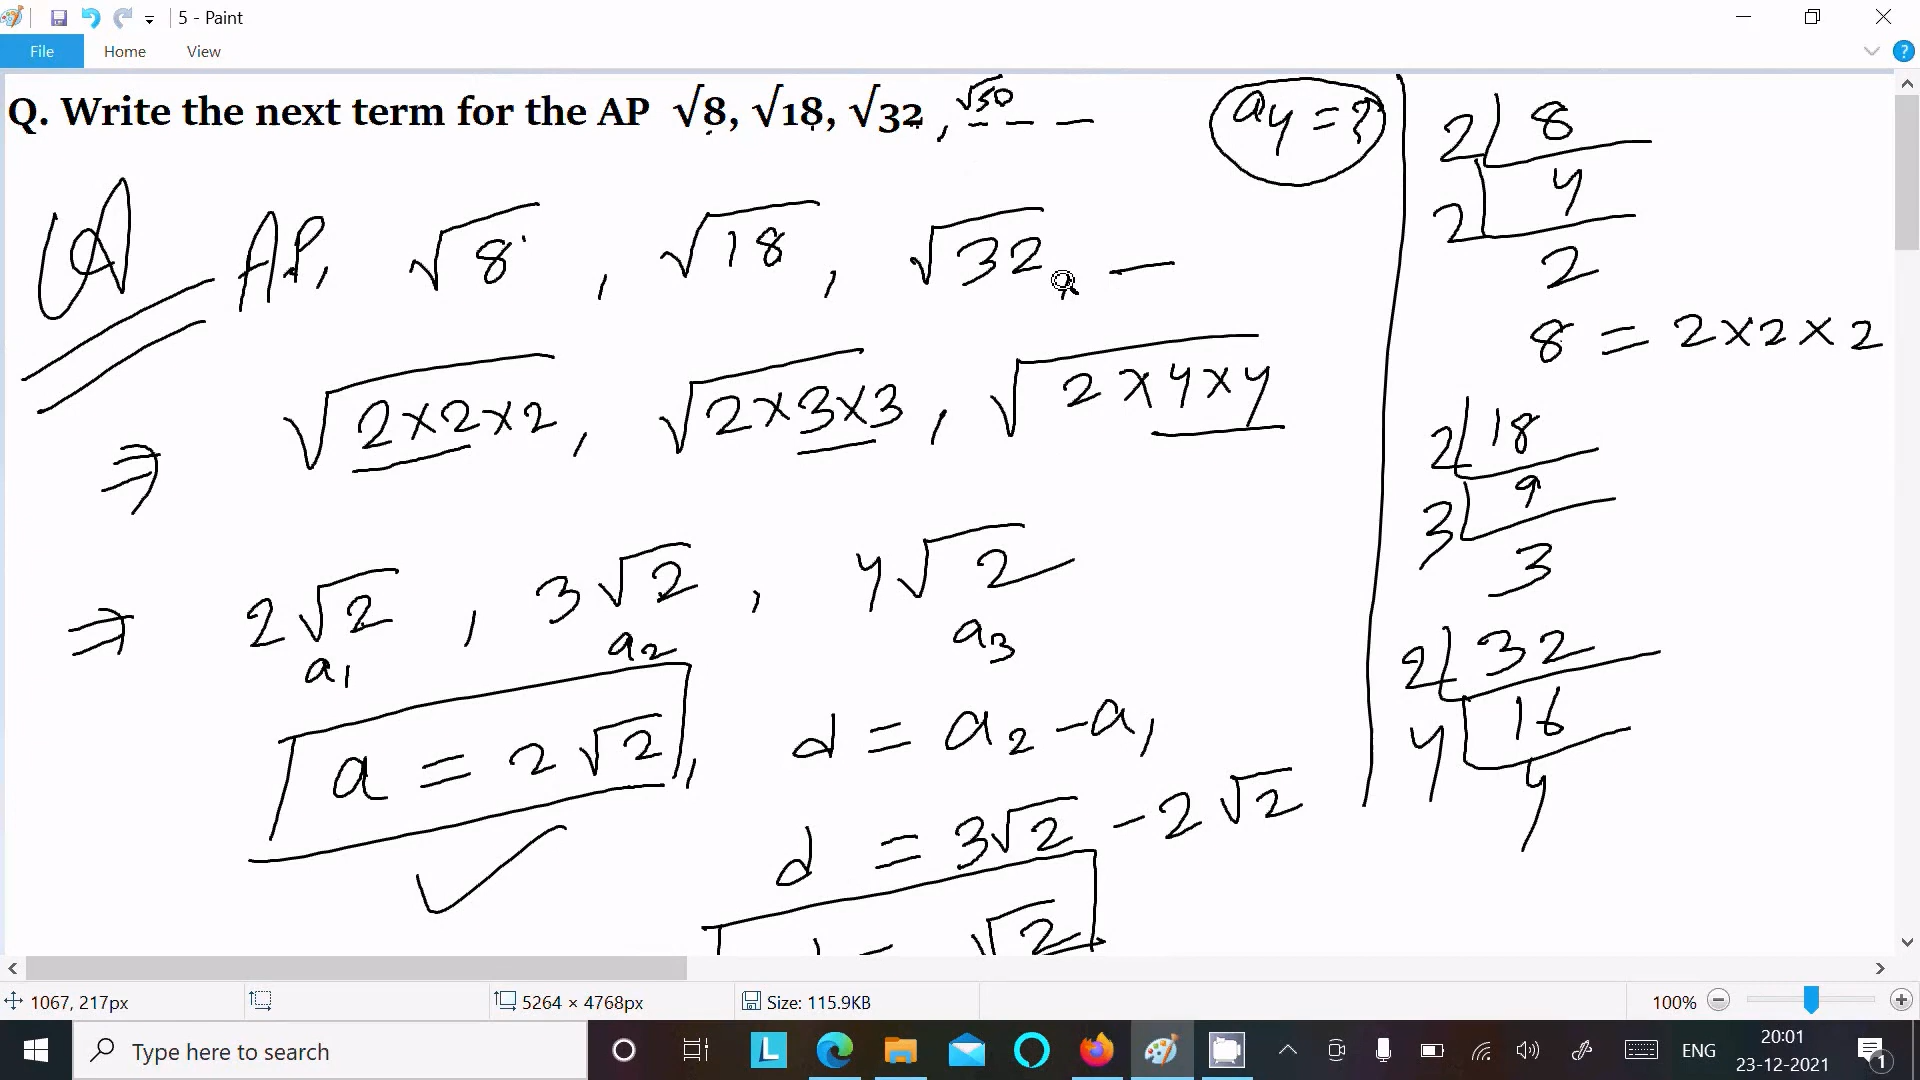 5 - Paint
File Home View
Q. Write the next term for the AP √8, √18, √32, √50 _ _ _
a4 = ?
A AP, √8, √18, √32, _
⇒ √2×2×2, √2×3×3, √2×4×4
⇒ 2√2, 3√2, 4√2
a1 a2 a3
a = 2√2, d = a2 - a1
d = 3√2 - 2√2
d = √2
2 8
2 4
2
8 = 2×2×2
2 18
3 9
3
2 32
4 16
4
1067, 217px 5264 × 4768px Size: 115.9KB 100%
Type here to search
L
ENG
20:01
23-12-2021
1